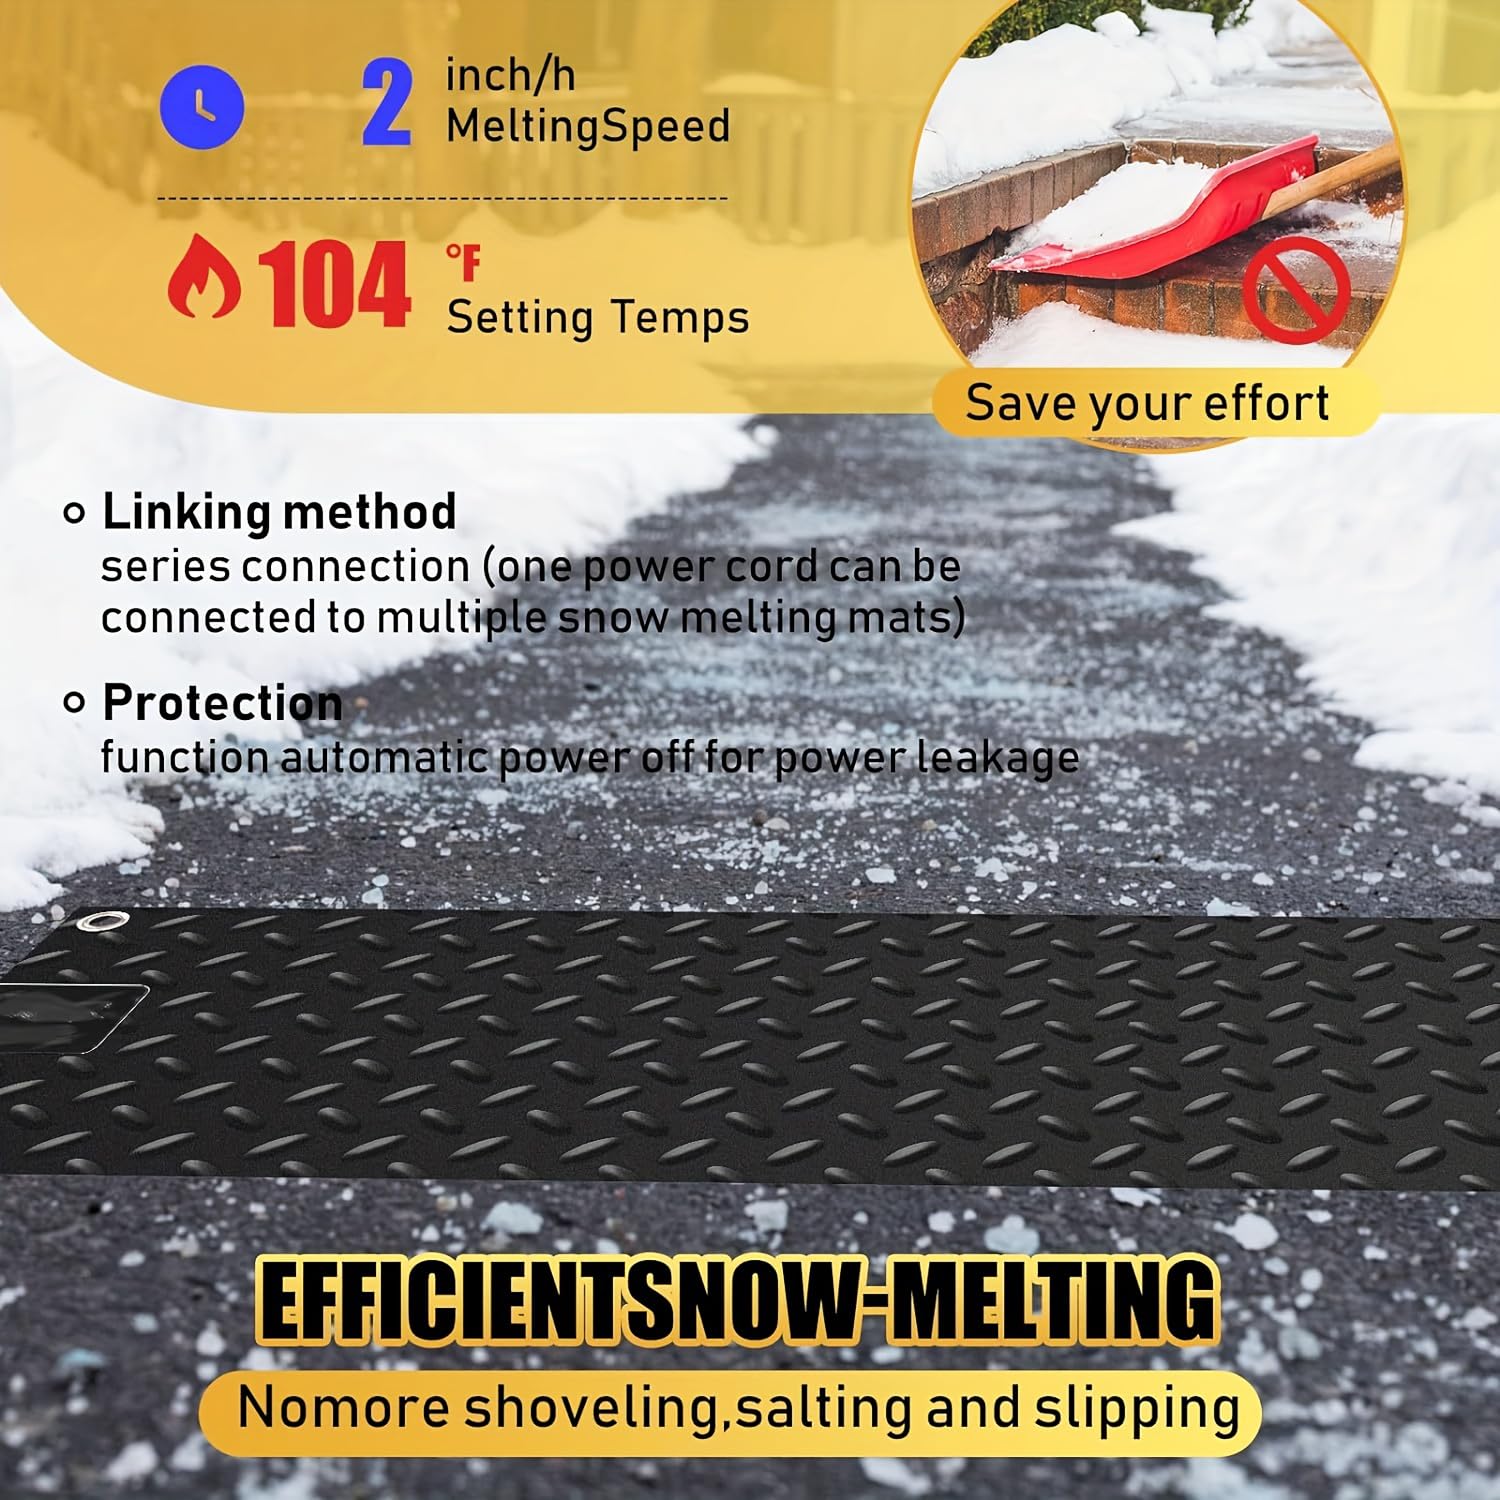 2 inch/h
MeltingSpeed
104 °F
Setting Temps
Save your effort
Linking method
series connection (one power cord can be
connected to multiple snow melting mats)
Protection
function automatic power off for power leakage
EFFICIENTSNOW-MELTING
Nomore shoveling,salting and slipping